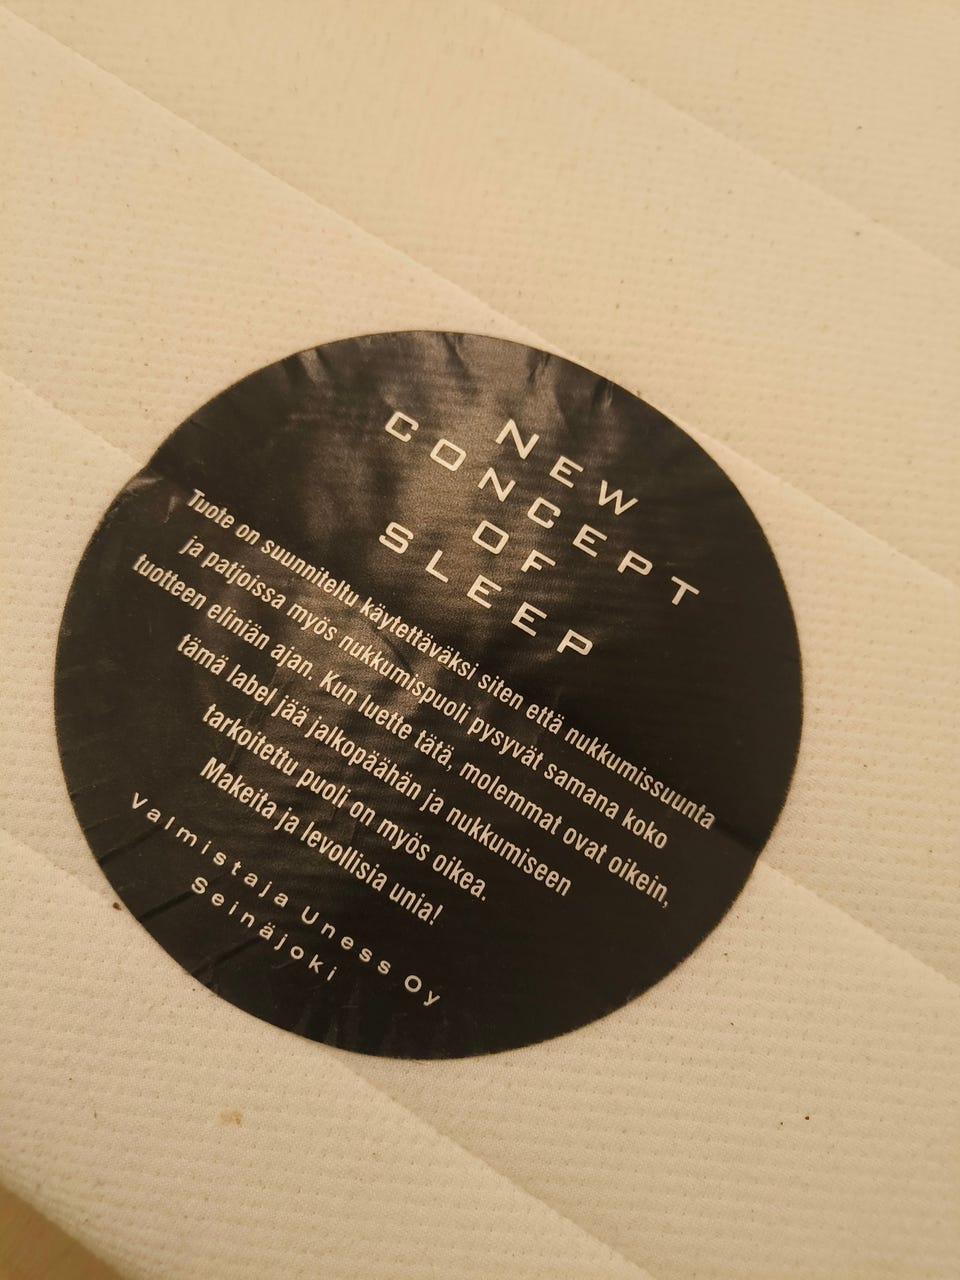 NEW
CONCEPT
OF
SLEEP
Tuote on suunniteltu käytettäväksi siten että nukkumissuunta
ja patjoissa myös nukkumispuoli pysyvät samana koko
tuotteen eliniän ajan. Kun luette tätä, molemmat ovat oikein,
tämä label jää jalkopäähän ja nukkumiseen
tarkoitettu puoli on myös oikea.
Makeita ja levollisia unia!
Valmistaja Uness Oy
Seinäjoki